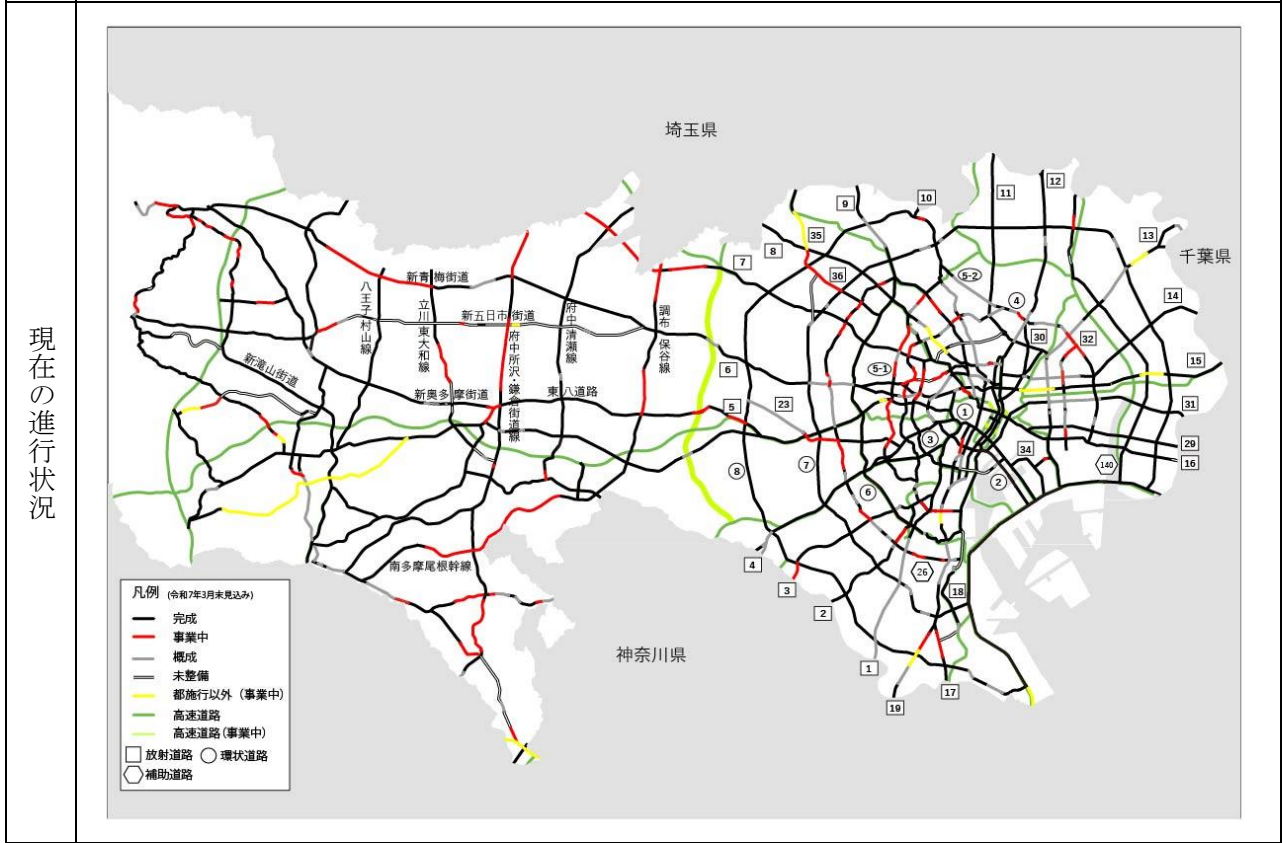 現在の進行状況
埼玉県
千葉県
神奈川県
新青梅街道
新五日市街道
八王子村山線
立川東大和線
府中所沢・鎌倉街道線
府中清瀬線
調布保谷線
新滝山街道
新奥多摩街道
東八道路
南多摩尾根幹線
9
10
11
12
13
35
8
7
36
5-2
4
14
30
32
15
6
5-1
5
23
1
31
3
34
29
16
140
8
7
2
6
4
26
3
18
2
1
17
19
凡例 (令和7年3月末見込み)
完成
事業中
概成
未整備
都施行以外（事業中）
高速道路
高速道路(事業中)
放射道路 環状道路
補助道路